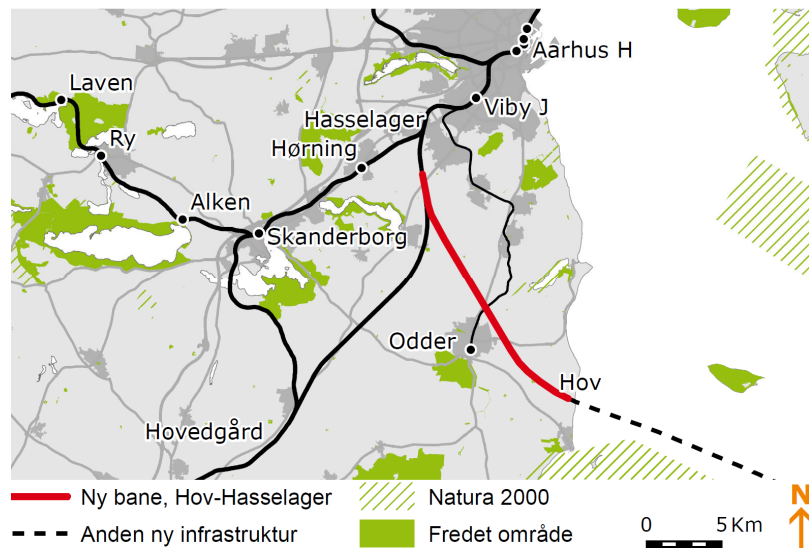 Aarhus H
Laven
Viby J
Hasselager
Ry
Hørning
Alken
Skanderborg
Odder
Hov
Hovedgård
Ny bane, Hov-Hasselager
Natura 2000
N
Anden ny infrastruktur
Fredet område
0 5 Km